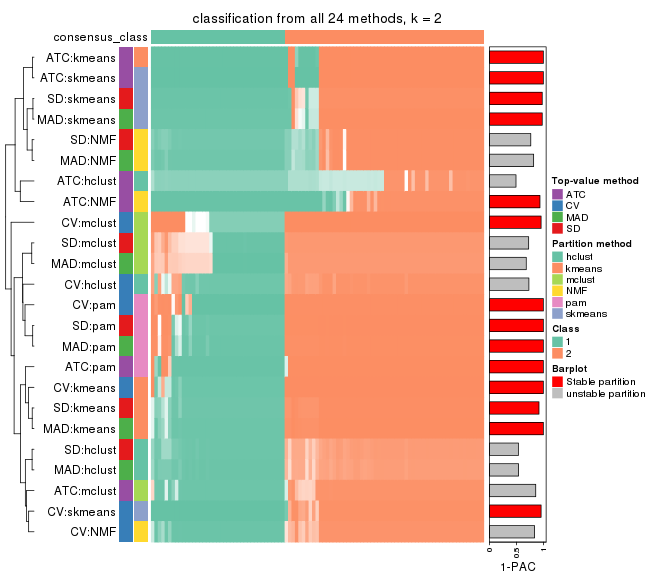 classification from all 24 methods, k = 2
consensus_class
ATC:kmeans
ATC:skmeans
SD:skmeans
MAD:skmeans
SD:NMF
MAD:NMF
ATC:hclust
ATC:NMF
CV:mclust
SD:mclust
MAD:mclust
CV:hclust
CV:pam
SD:pam
MAD:pam
ATC:pam
CV:kmeans
SD:kmeans
MAD:kmeans
SD:hclust
MAD:hclust
ATC:mclust
CV:skmeans
CV:NMF
0
0.5
1
1-PAC
Top-value method
ATC
CV
MAD
SD
Partition method
hclust
kmeans
mclust
NMF
pam
skmeans
Class
1
2
Barplot
Stable partition
unstable partition